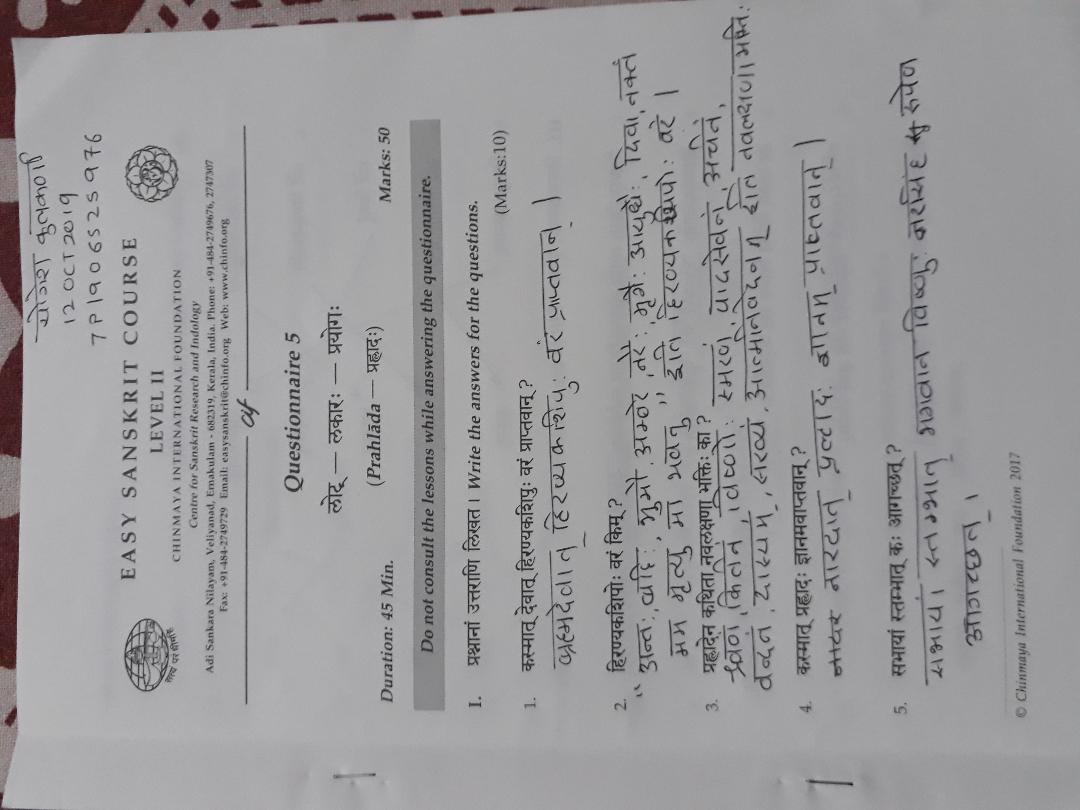 योगेश कुलकर्णी
12 OCT 2019
7P1906525976
EASY SANSKRIT COURSE
LEVEL II
CHINMAYA INTERNATIONAL FOUNDATION
Centre for Sanskrit Research and Indology
Adi Sankara Nilayam, Veliyanad, Ernakulam - 682319, Kerala, India. Phone: +91-484-2749676, 2747307
Fax: +91-484-2749729 Email: easysanskrit@chinfo.org Web: www.chinfo.org
सत्यं परं धीमहि
cif
Questionnaire 5
लोट् — लकारः — प्रयोगः
(Prahlāda — प्रह्लादः)
Duration: 45 Min.
Marks: 50
Do not consult the lessons while answering the questionnaire.
I. प्रश्नानां उत्तराणि लिखत । Write the answers for the questions.
(Marks:10)
1. कस्मात् देवात् हिरण्यकशिपुः वरं प्राप्तवान् ?
ब्रह्मदेवात् हिरण्यकशिपुः वरं प्राप्तवान् |
2. हिरण्यकशिपोः वरं किम् ?
" अन्तः, बहिः, भुमौ, अम्बरे, नरैः, मृगैः आयुधैः, दिवा, नक्तं
मम मृत्यु मा भवतु " इति हिरण्यकशिपोः वरं |
3. प्रह्लादेन कथिता नवलक्षणा भक्तिः का ?
श्रवणं, किर्तनं, विष्णोः स्मरणं, पादसेवनं, अर्चनं,
वन्दनं, दास्यम्, सख्यं, आत्मनिवेदनम् इति नवलक्षणा भक्तिः
4. कस्मात् प्रह्लादः ज्ञानमवाप्तवान् ?
नारदात् प्रल्हादः ज्ञानम् प्राप्तवान् |
5. सभायां स्तम्भात् कः आगच्छत् ?
सभायां स्तम्भात् भगवान विष्णुः नरसिंह रुपेण
आगच्छत् ।
© Chinmaya International Foundation 2017